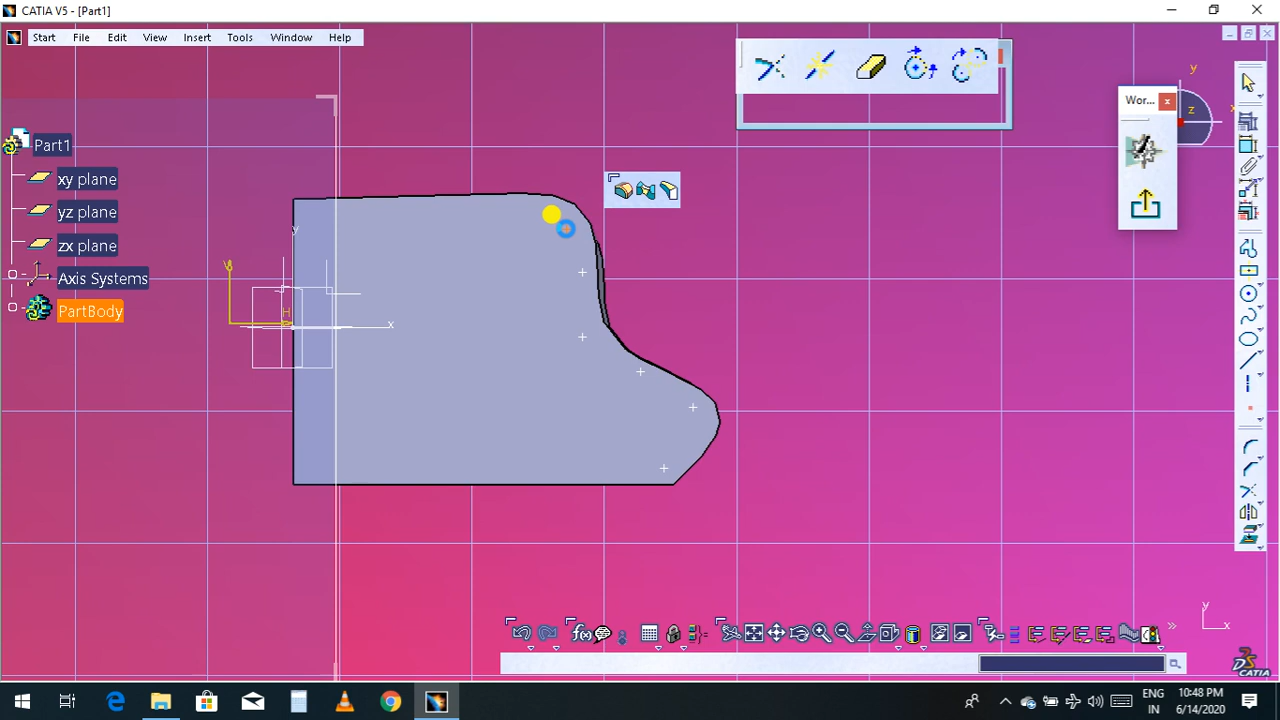 CATIA V5 - [Part1]
Start File Edit View Insert Tools Window Help
Wor...
y
x
z
Part1
xy plane
yz plane
zx plane
Axis Systems
PartBody
y
V
H
x
f(x)
y
x
ENG
IN
10:48 PM
6/14/2020